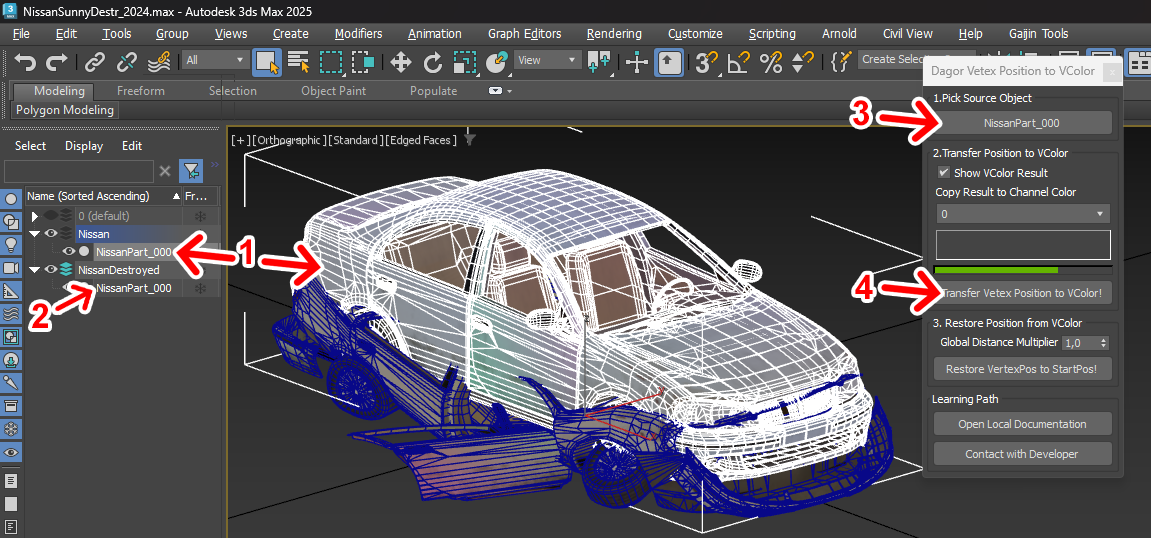 NissanSunnyDestr_2024.max - Autodesk 3ds Max 2025
File Edit Tools Group Views Create Modifiers Animation Graph Editors Rendering Customize Scripting Arnold Civil View Help Gaijin Tools
All
View
3
Create Selec
Modeling Freeform Selection Object Paint Populate
Polygon Modeling
Select Display Edit
Name (Sorted Ascending) Fr...
0 (default)
Nissan
NissanPart_000
NissanDestroyed
NissanPart_000
1
2
[+] [Orthographic] [Standard] [Edged Faces]
Dagor Vetex Position to VColor
1.Pick Source Object
3
NissanPart_000
2.Transfer Position to VColor
Show VColor Result
Copy Result to Channel Color
0
4
Transfer Vetex Position to VColor!
3. Restore Position from VColor
Global Distance Multiplier 1,0
Restore VertexPos to StartPos!
Learning Path
Open Local Documentation
Contact with Developer